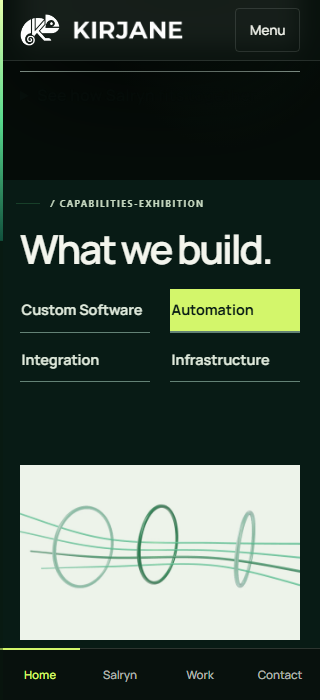 KIRJANE
Menu
/ CAPABILITIES-EXHIBITION
What we build.
Custom Software
Automation
Integration
Infrastructure
Home
Salryn
Work
Contact